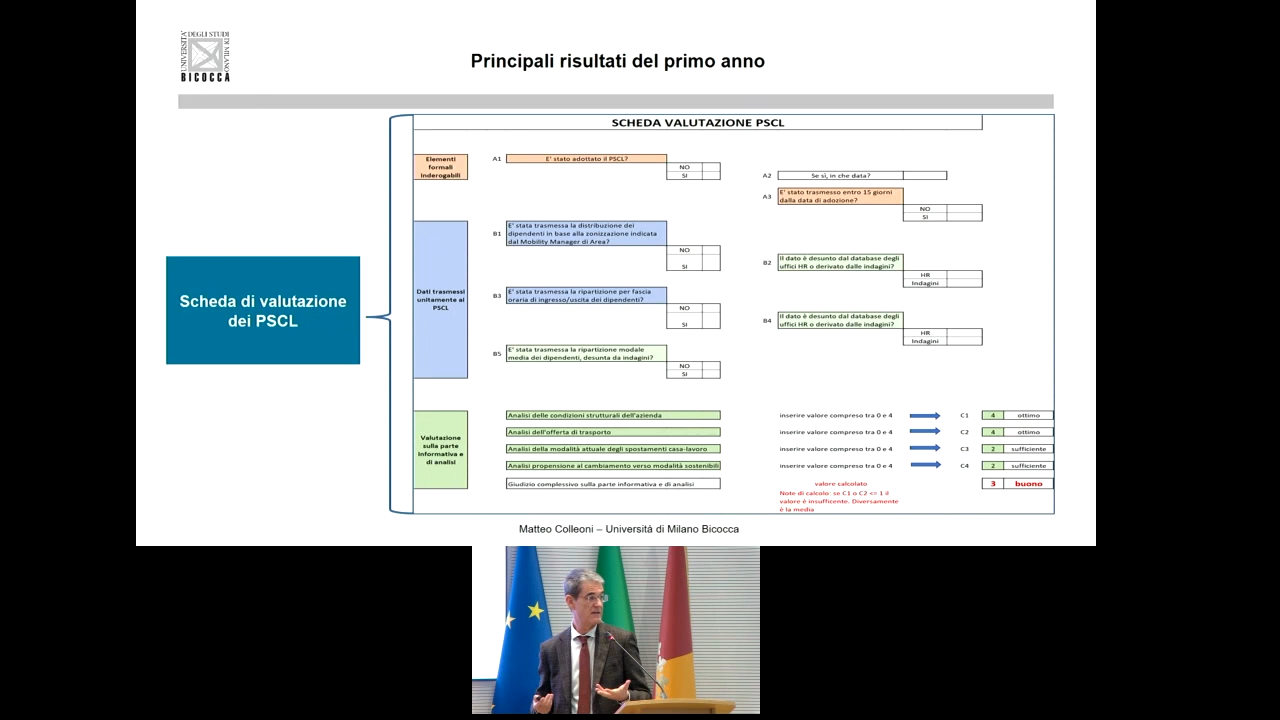 UNIVERSITA'
DEGLI STUDI
DI MILANO
BICOCCA
Principali risultati del primo anno
SCHEDA VALUTAZIONE PSCL
Elementi
formali
inderogabili
A1
E' stato adottato il PSCL?
NO
SI
A2
Se sì, in che data?
A3
E' stato trasmesso entro 15 giorni
dalla data di adozione?
NO
SI
Dati trasmessi
unitamente al
PSCL
B1
E' stata trasmessa la distribuzione dei
dipendenti in base alla zonizzazione indicata
dal Mobility Manager di Area?
NO
SI
B2
Il dato è desunto dal database degli
uffici HR o derivato dalle indagini?
HR
Indagini
B3
E' stata trasmessa la ripartizione per fascia
oraria di ingresso/uscita dei dipendenti?
NO
SI
B4
Il dato è desunto dal database degli
uffici HR o derivato dalle indagini?
HR
Indagini
B5
E' stata trasmessa la ripartizione modale
media dei dipendenti, desunta da indagini?
NO
SI
Scheda di valutazione
dei PSCL
Valutazione
sulla parte
informativa e
di analisi
Analisi delle condizioni strutturali dell'azienda
inserire valore compreso tra 0 e 4
C1
4
ottimo
Analisi dell'offerta di trasporto
inserire valore compreso tra 0 e 4
C2
4
ottimo
Analisi della modalità attuale degli spostamenti casa-lavoro
inserire valore compreso tra 0 e 4
C3
2
sufficiente
Analisi propensione al cambiamento verso modalità sostenibili
inserire valore compreso tra 0 e 4
C4
2
sufficiente
Giudizio complessivo sulla parte informativa e di analisi
valore calcolato
3
buono
Note di calcolo: se C1 o C2 <= 1 il
valore è insufficente. Diversamente
è la media
Matteo Colleoni – Università di Milano Bicocca